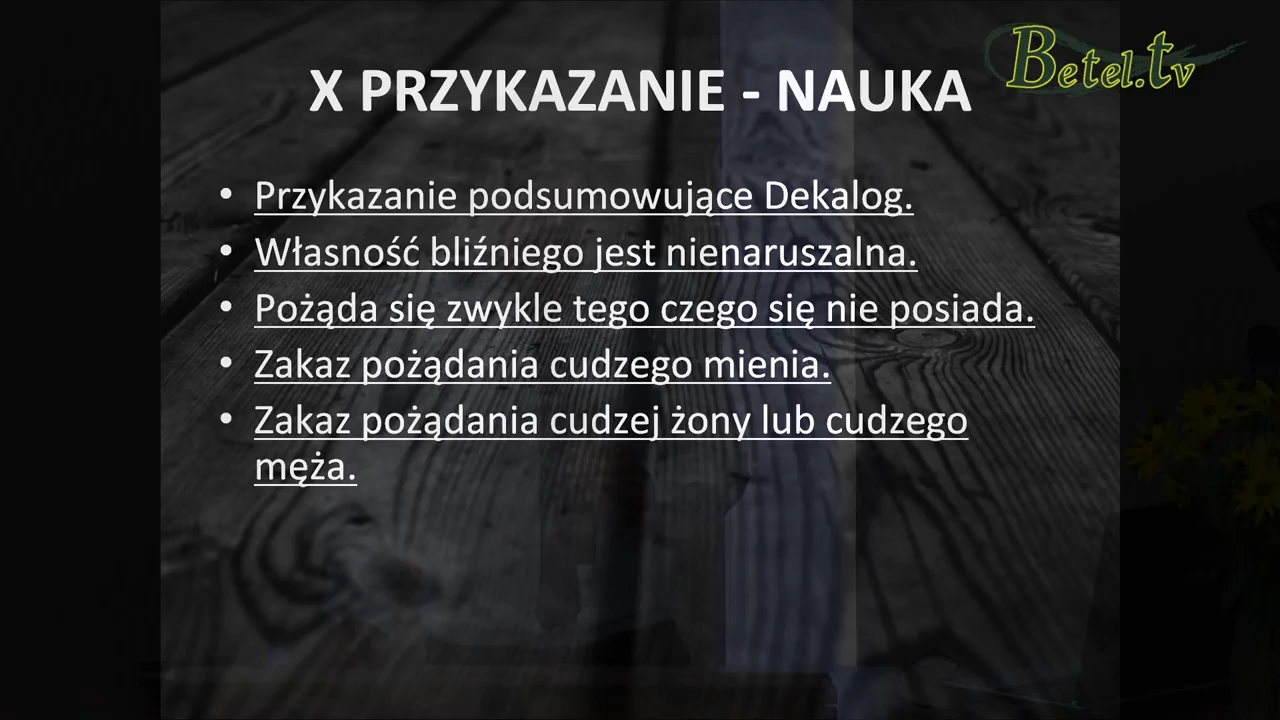 Betel.tv
X PRZYKAZANIE - NAUKA
• Przykazanie podsumowujące Dekalog.
• Własność bliźniego jest nienaruszalna.
• Pożąda się zwykle tego czego się nie posiada.
• Zakaz pożądania cudzego mienia.
• Zakaz pożądania cudzej żony lub cudzego
męża.